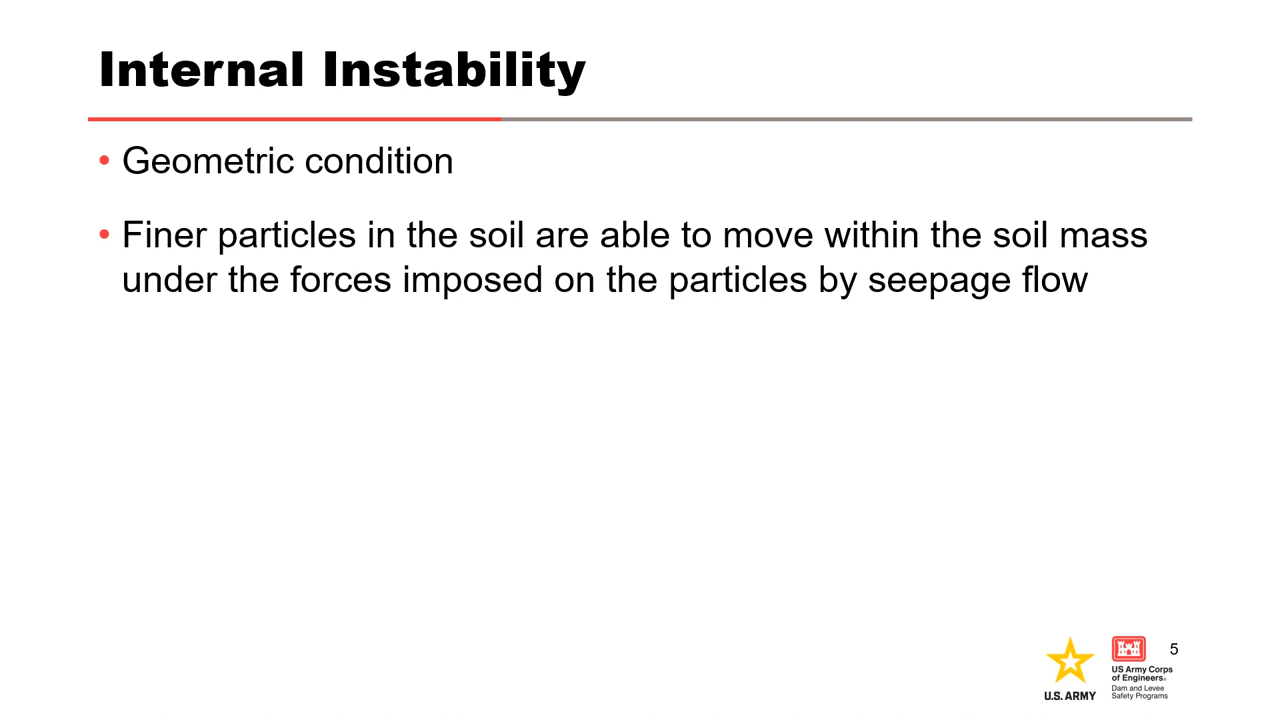 Internal Instability
• Geometric condition
• Finer particles in the soil are able to move within the soil mass
under the forces imposed on the particles by seepage flow
5
U.S. ARMY
US Army Corps
of Engineers®
Dam and Levee
Safety Programs